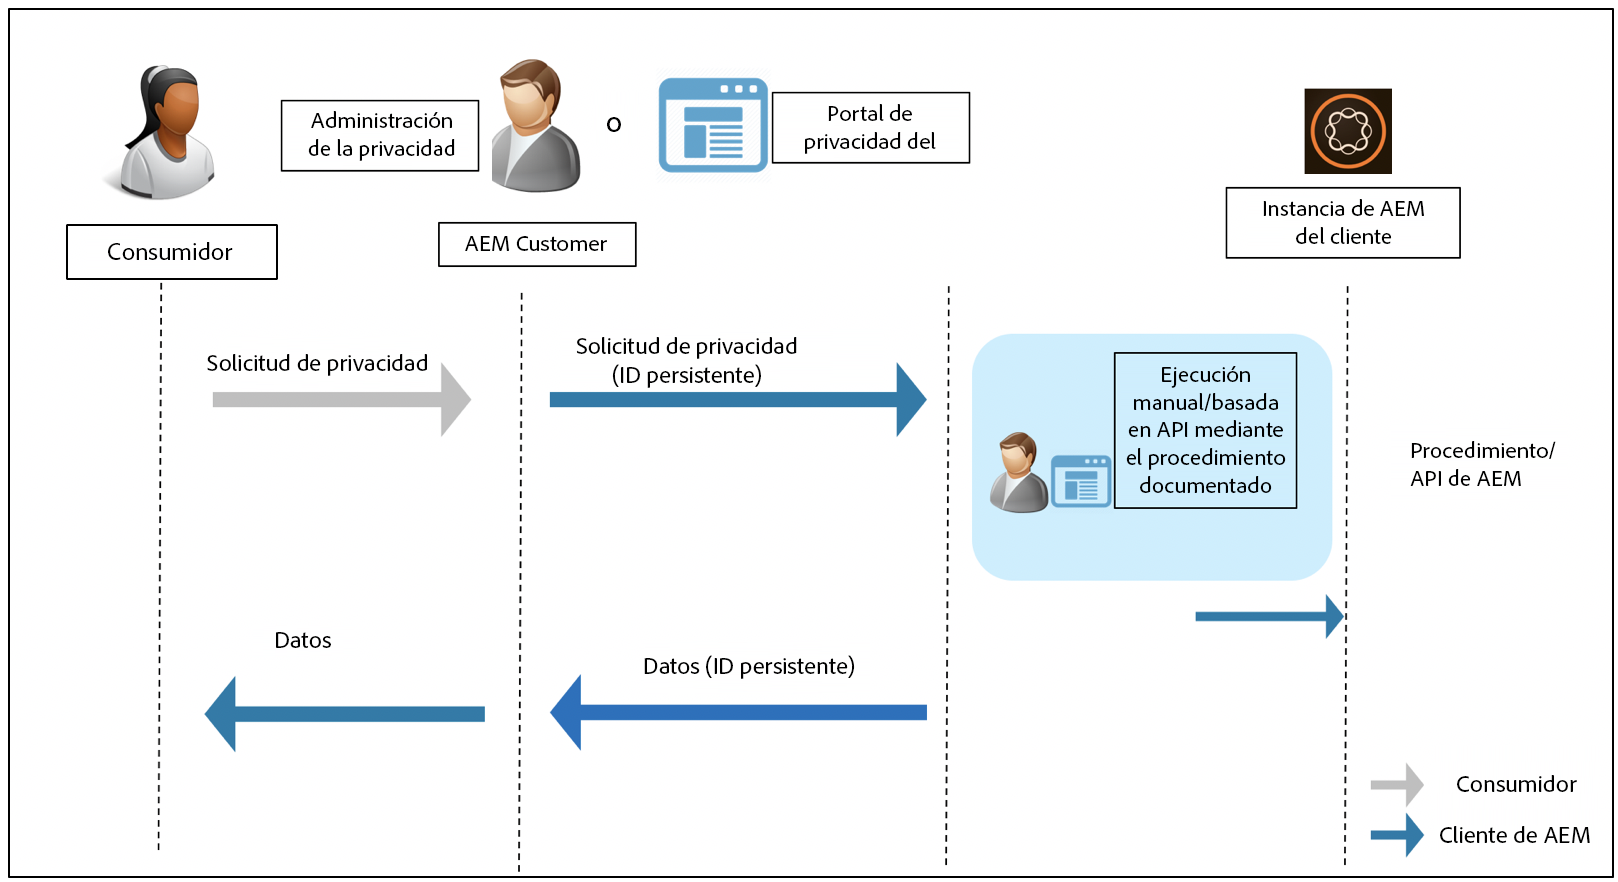 Administración
de la privacidad
o
Portal de
privacidad del
Consumidor
AEM Customer
Instancia de AEM
del cliente
Solicitud de privacidad
Solicitud de privacidad
(ID persistente)
Ejecución
manual/basada
en API mediante
el procedimiento
documentado
Procedimiento/
API de AEM
Datos
Datos (ID persistente)
Consumidor
Cliente de AEM